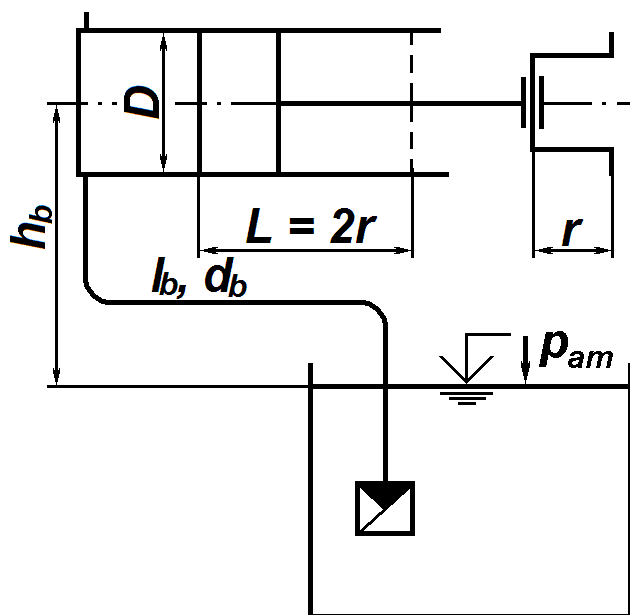 D
h_b
L = 2r
r
l_b, d_b
p_am